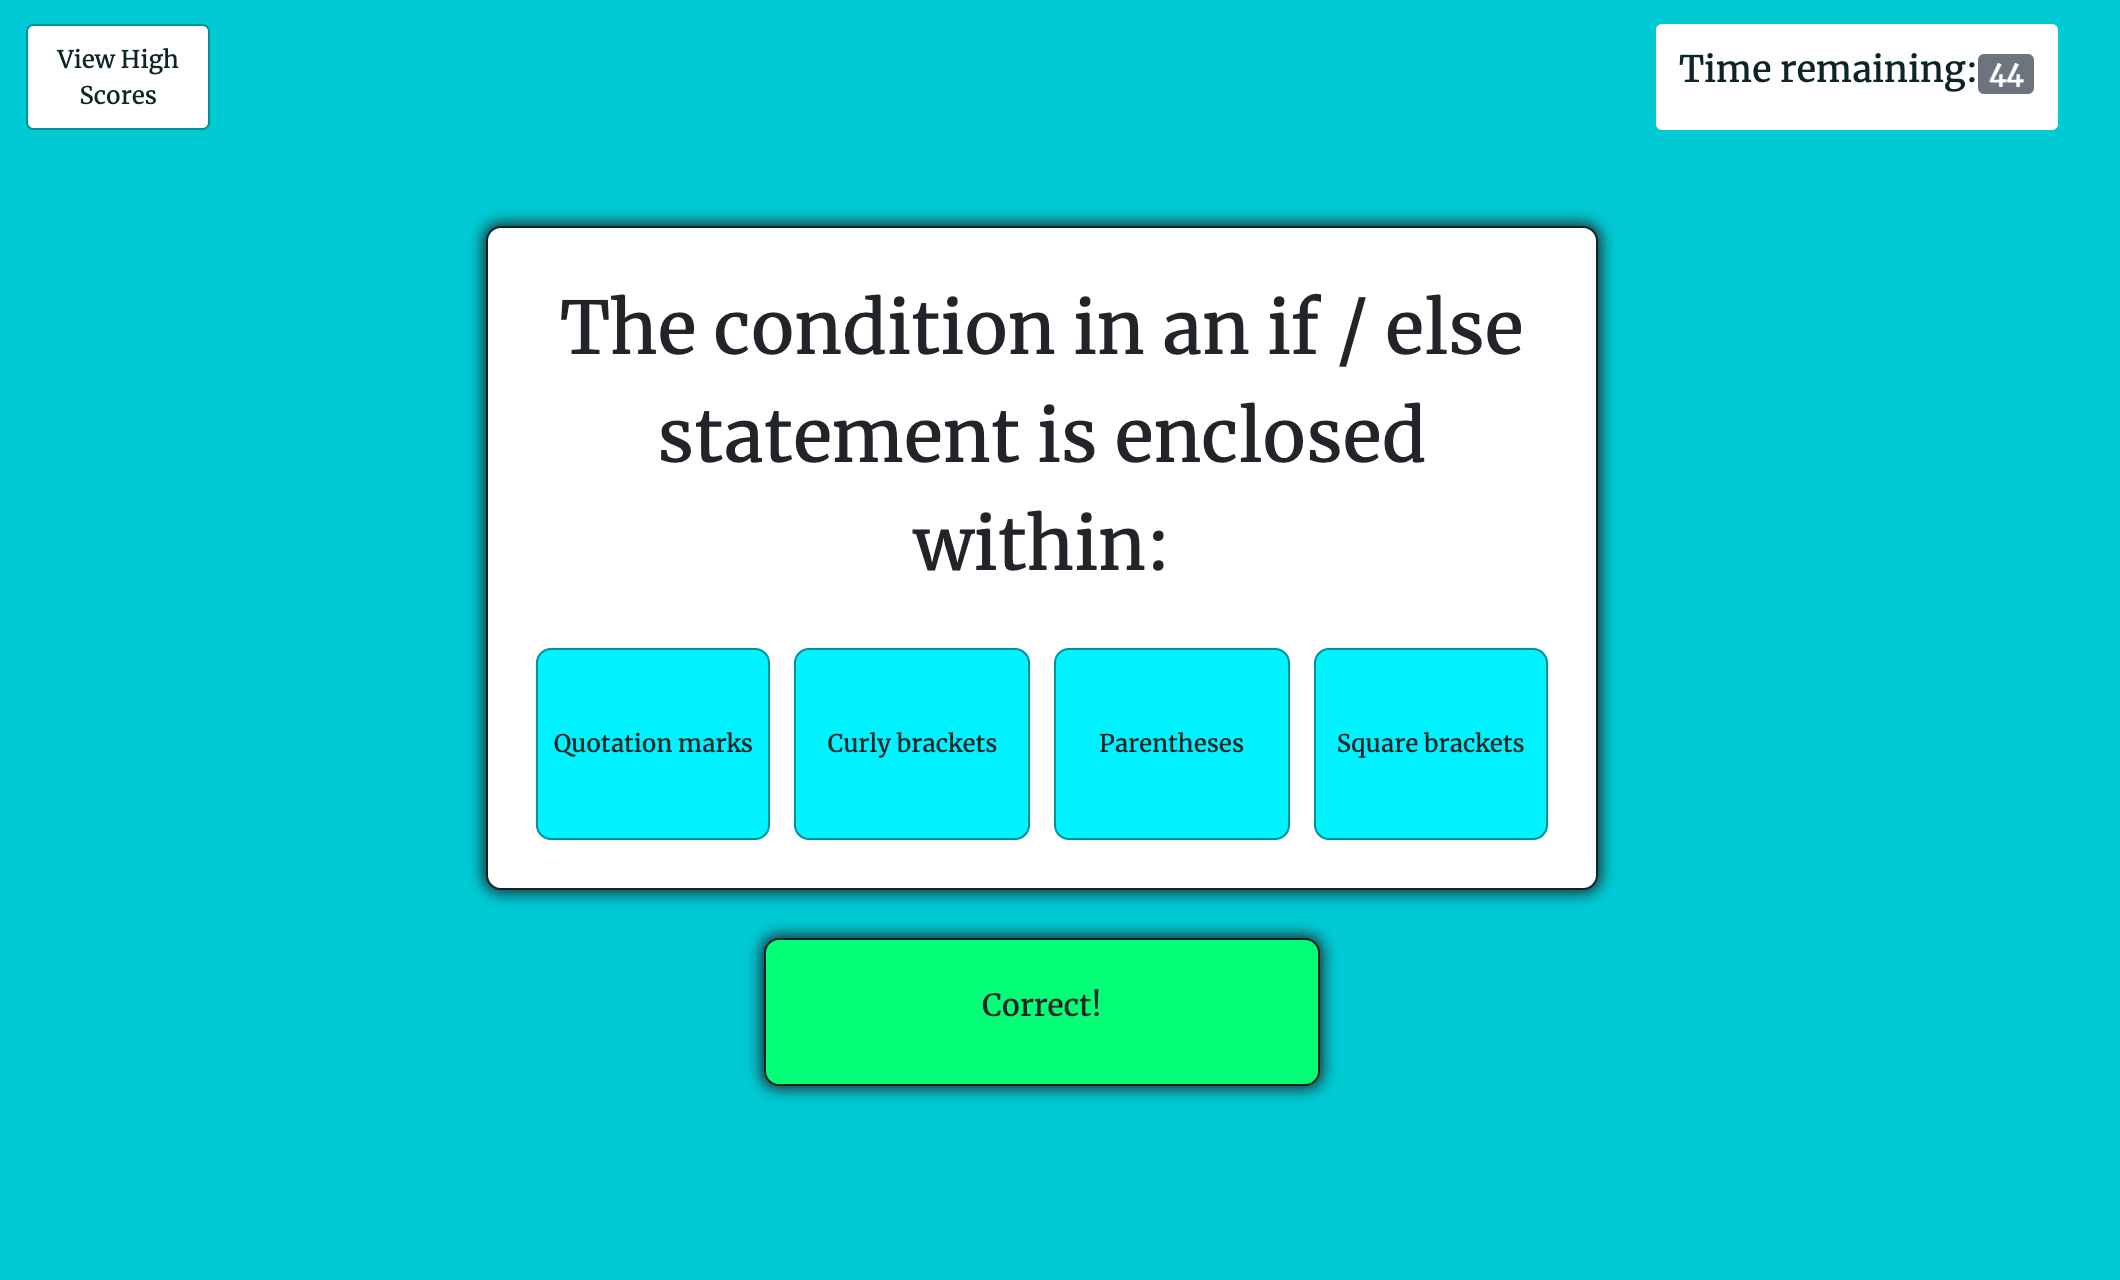 View High
Scores
Time remaining: 44
The condition in an if / else
statement is enclosed
within:
Quotation marks
Curly brackets
Parentheses
Square brackets
Correct!